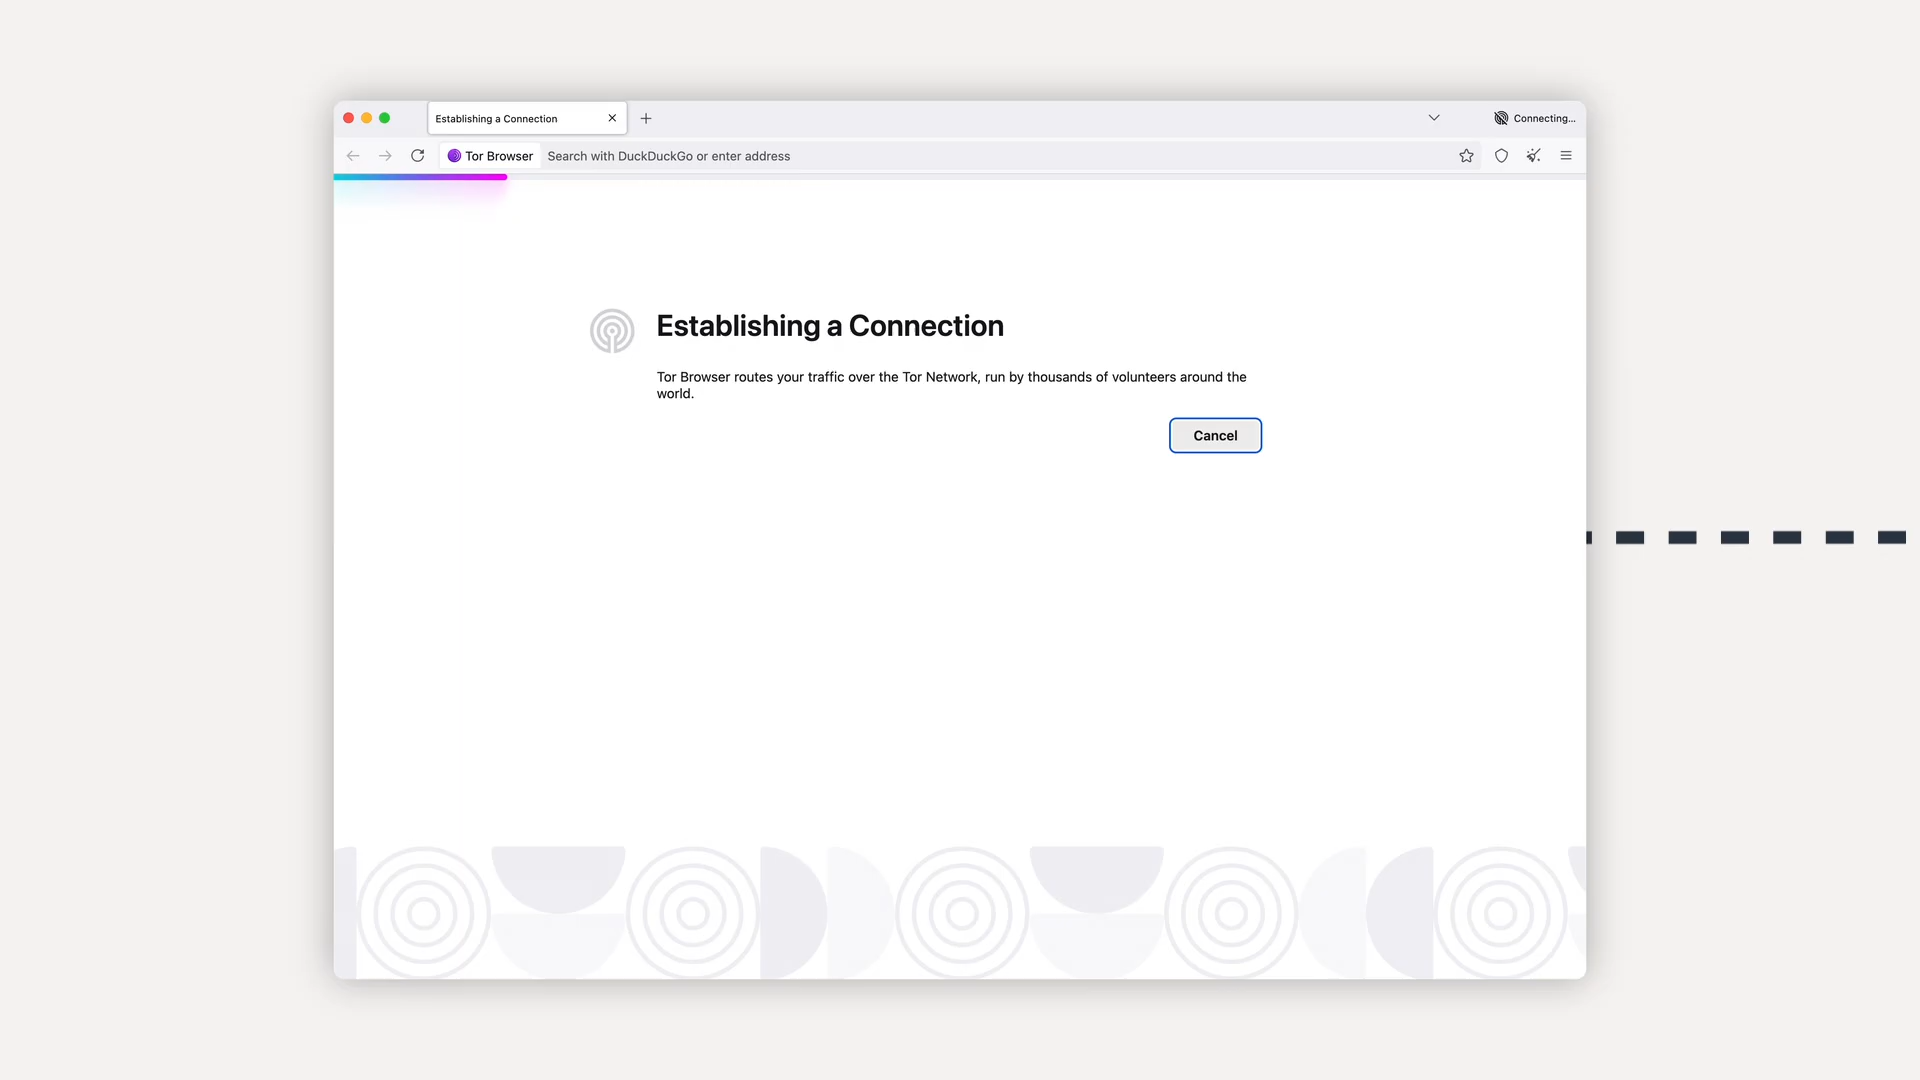 Establishing a Connection
Connecting...
Tor Browser
Search with DuckDuckGo or enter address
Establishing a Connection
Tor Browser routes your traffic over the Tor Network, run by thousands of volunteers around the
world.
Cancel